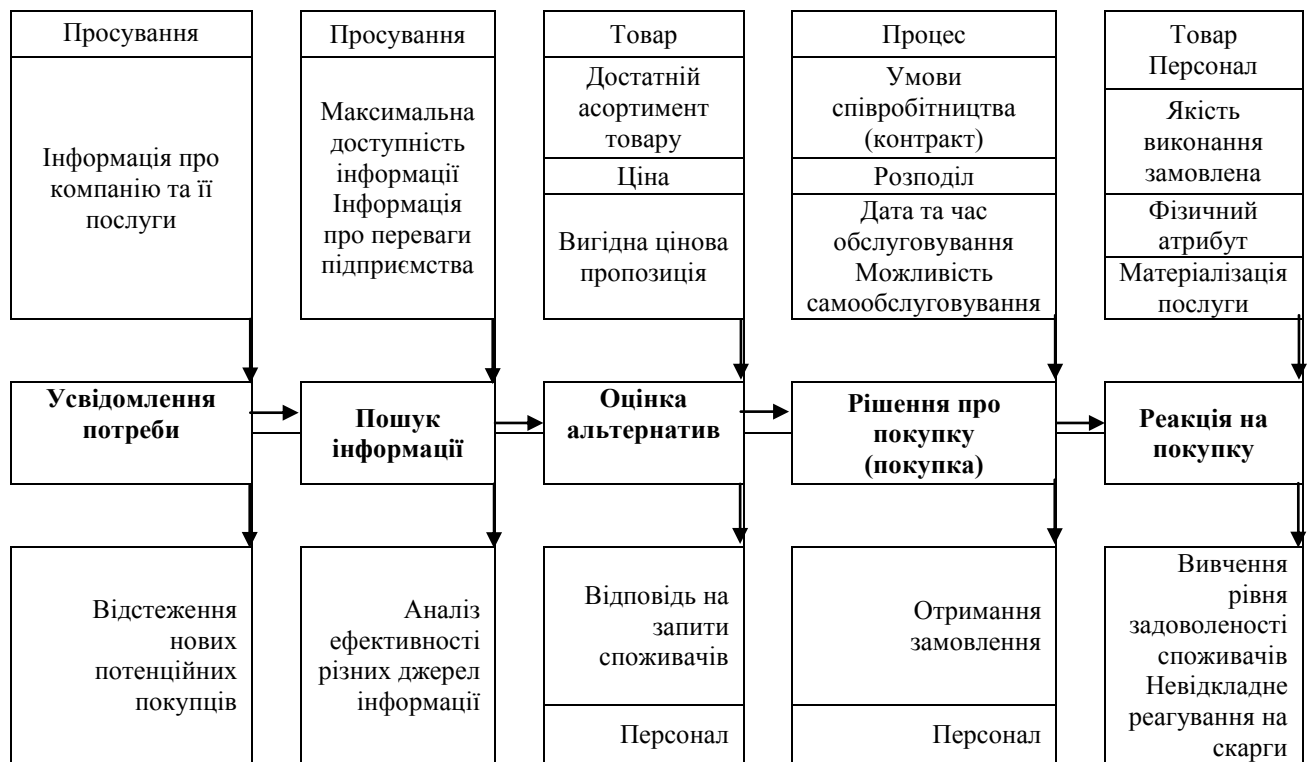 Просування
Інформація про
компанію та її
послуги
Просування
Максимальна
доступність
інформації
Інформація
про переваги
підприємства
Товар
Достатній
асортимент
товару
Ціна
Вигідна цінова
пропозиція
Процес
Умови
співробітництва
(контракт)
Розподіл
Дата та час
обслуговування
Можливість
самообслуговування
Товар
Персонал
Якість
виконання
замовлена
Фізичний
атрибут
Матеріалізація
послуги
Усвідомлення
потреби
Пошук
інформації
Оцінка
альтернатив
Рішення про
покупку
(покупка)
Реакція на
покупку
Відстеження
нових
потенційних
покупців
Аналіз
ефективності
різних джерел
інформації
Відповідь на
запити
споживачів
Персонал
Отримання
замовлення
Персонал
Вивчення
рівня
задоволеності
споживачів
Невідкладне
реагування на
скарги